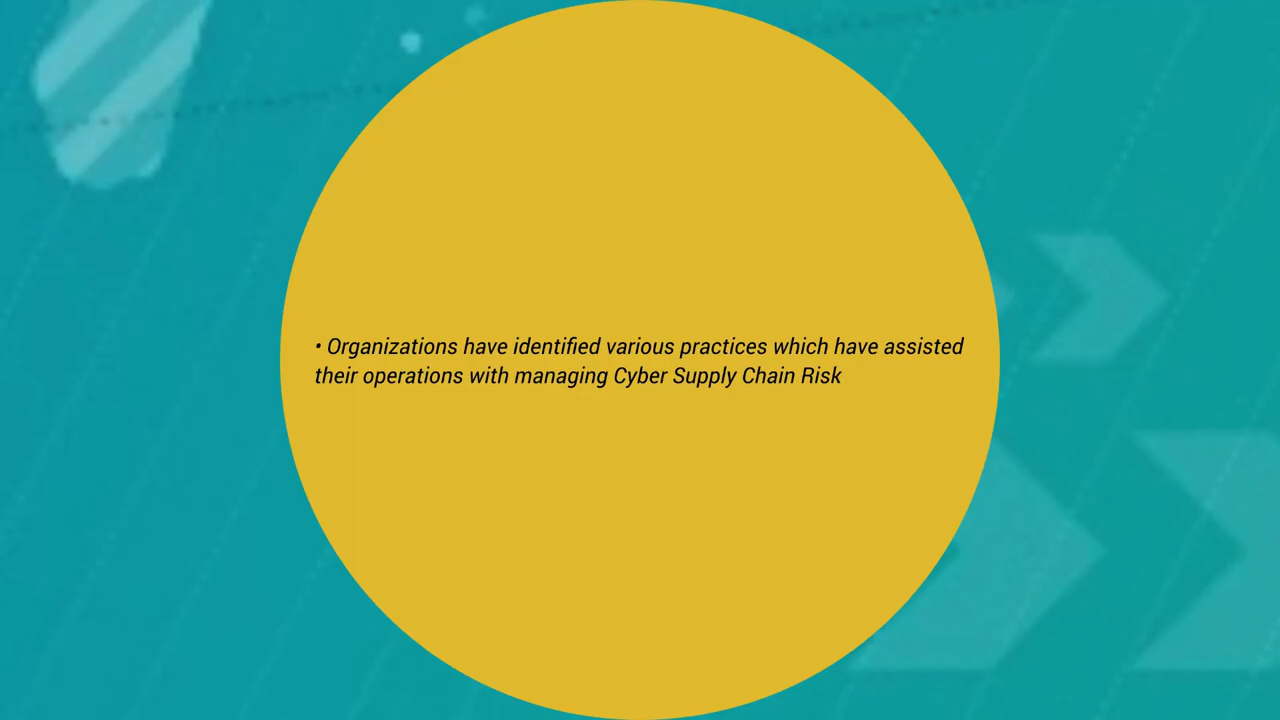 • Organizations have identified various practices which have assisted
their operations with managing Cyber Supply Chain Risk